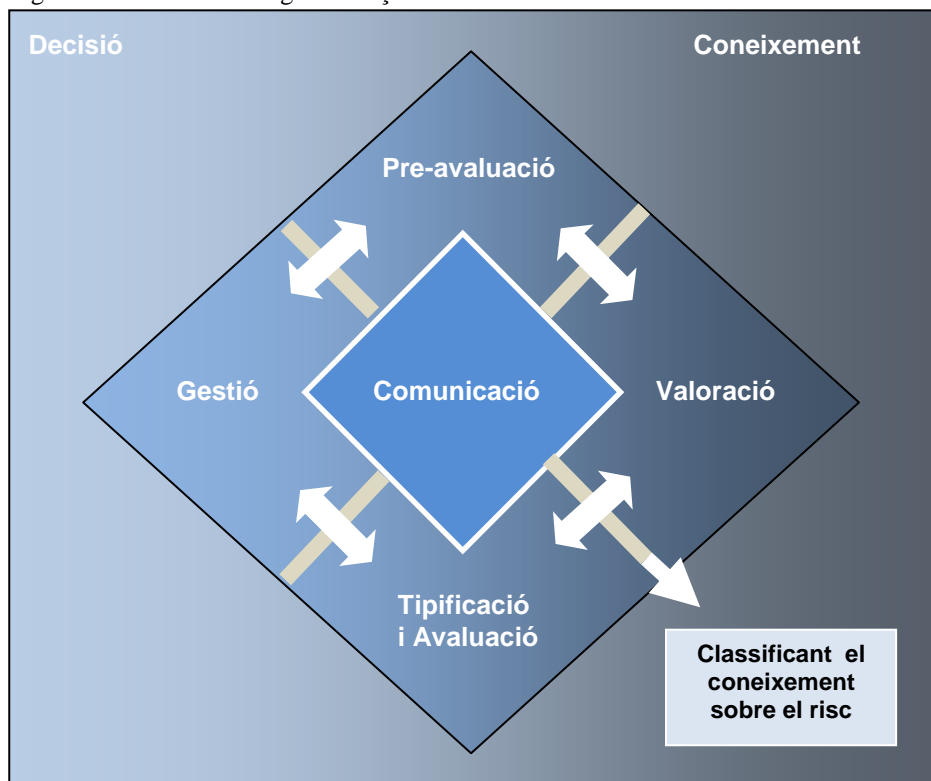 Decisió
Coneixement
Pre-avaluació
Gestió
Comunicació
Valoració
Tipificació
i Avaluació
Classificant el
coneixement
sobre el risc